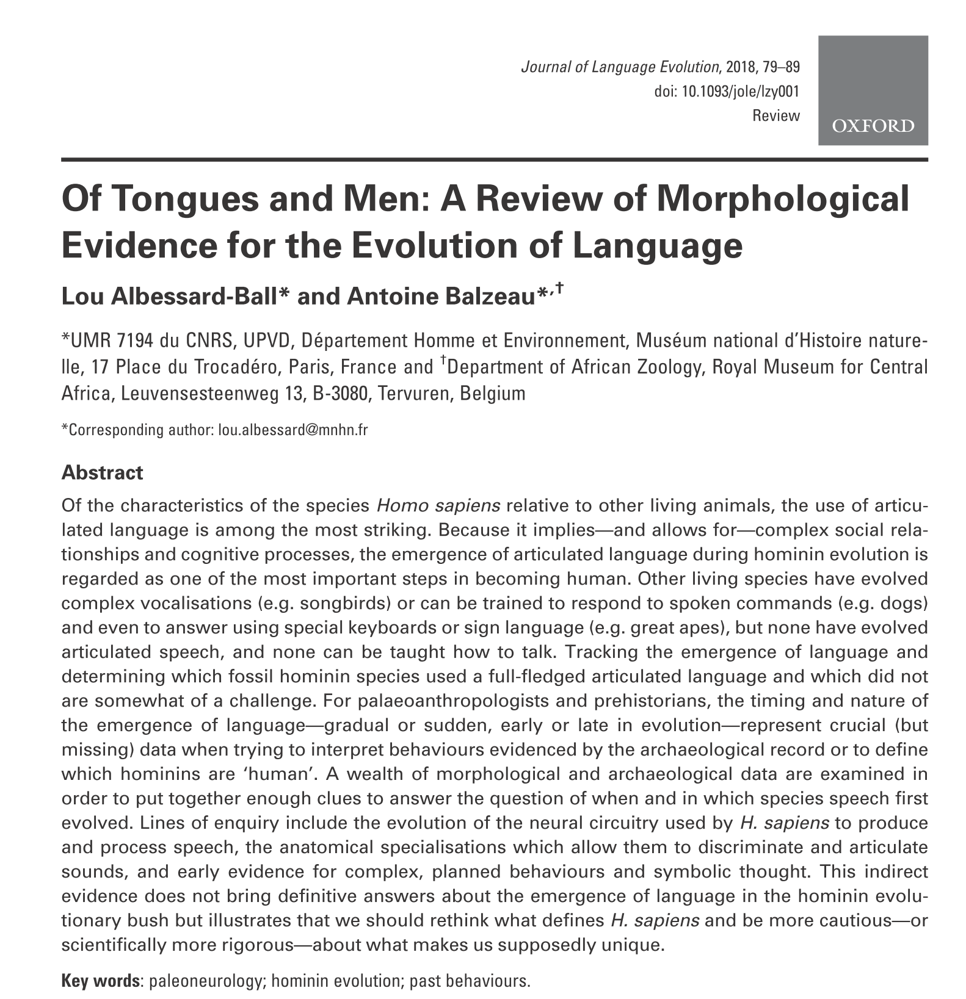 Journal of Language Evolution, 2018, 79–89
doi: 10.1093/jole/lzy001
Review
OXFORD
Of Tongues and Men: A Review of Morphological
Evidence for the Evolution of Language
Lou Albessard-Ball* and Antoine Balzeau*,†
*UMR 7194 du CNRS, UPVD, Département Homme et Environnement, Muséum national d’Histoire nature-
lle, 17 Place du Trocadéro, Paris, France and †Department of African Zoology, Royal Museum for Central
Africa, Leuvensesteenweg 13, B-3080, Tervuren, Belgium
*Corresponding author: lou.albessard@mnhn.fr
Abstract
Of the characteristics of the species Homo sapiens relative to other living animals, the use of articu-
lated language is among the most striking. Because it implies—and allows for—complex social rela-
tionships and cognitive processes, the emergence of articulated language during hominin evolution is
regarded as one of the most important steps in becoming human. Other living species have evolved
complex vocalisations (e.g. songbirds) or can be trained to respond to spoken commands (e.g. dogs)
and even to answer using special keyboards or sign language (e.g. great apes), but none have evolved
articulated speech, and none can be taught how to talk. Tracking the emergence of language and
determining which fossil hominin species used a full-fledged articulated language and which did not
are somewhat of a challenge. For palaeoanthropologists and prehistorians, the timing and nature of
the emergence of language—gradual or sudden, early or late in evolution—represent crucial (but
missing) data when trying to interpret behaviours evidenced by the archaeological record or to define
which hominins are ‘human’. A wealth of morphological and archaeological data are examined in
order to put together enough clues to answer the question of when and in which species speech first
evolved. Lines of enquiry include the evolution of the neural circuitry used by H. sapiens to produce
and process speech, the anatomical specialisations which allow them to discriminate and articulate
sounds, and early evidence for complex, planned behaviours and symbolic thought. This indirect
evidence does not bring definitive answers about the emergence of language in the hominin evolu-
tionary bush but illustrates that we should rethink what defines H. sapiens and be more cautious—or
scientifically more rigorous—about what makes us supposedly unique.
Key words: paleoneurology; hominin evolution; past behaviours.